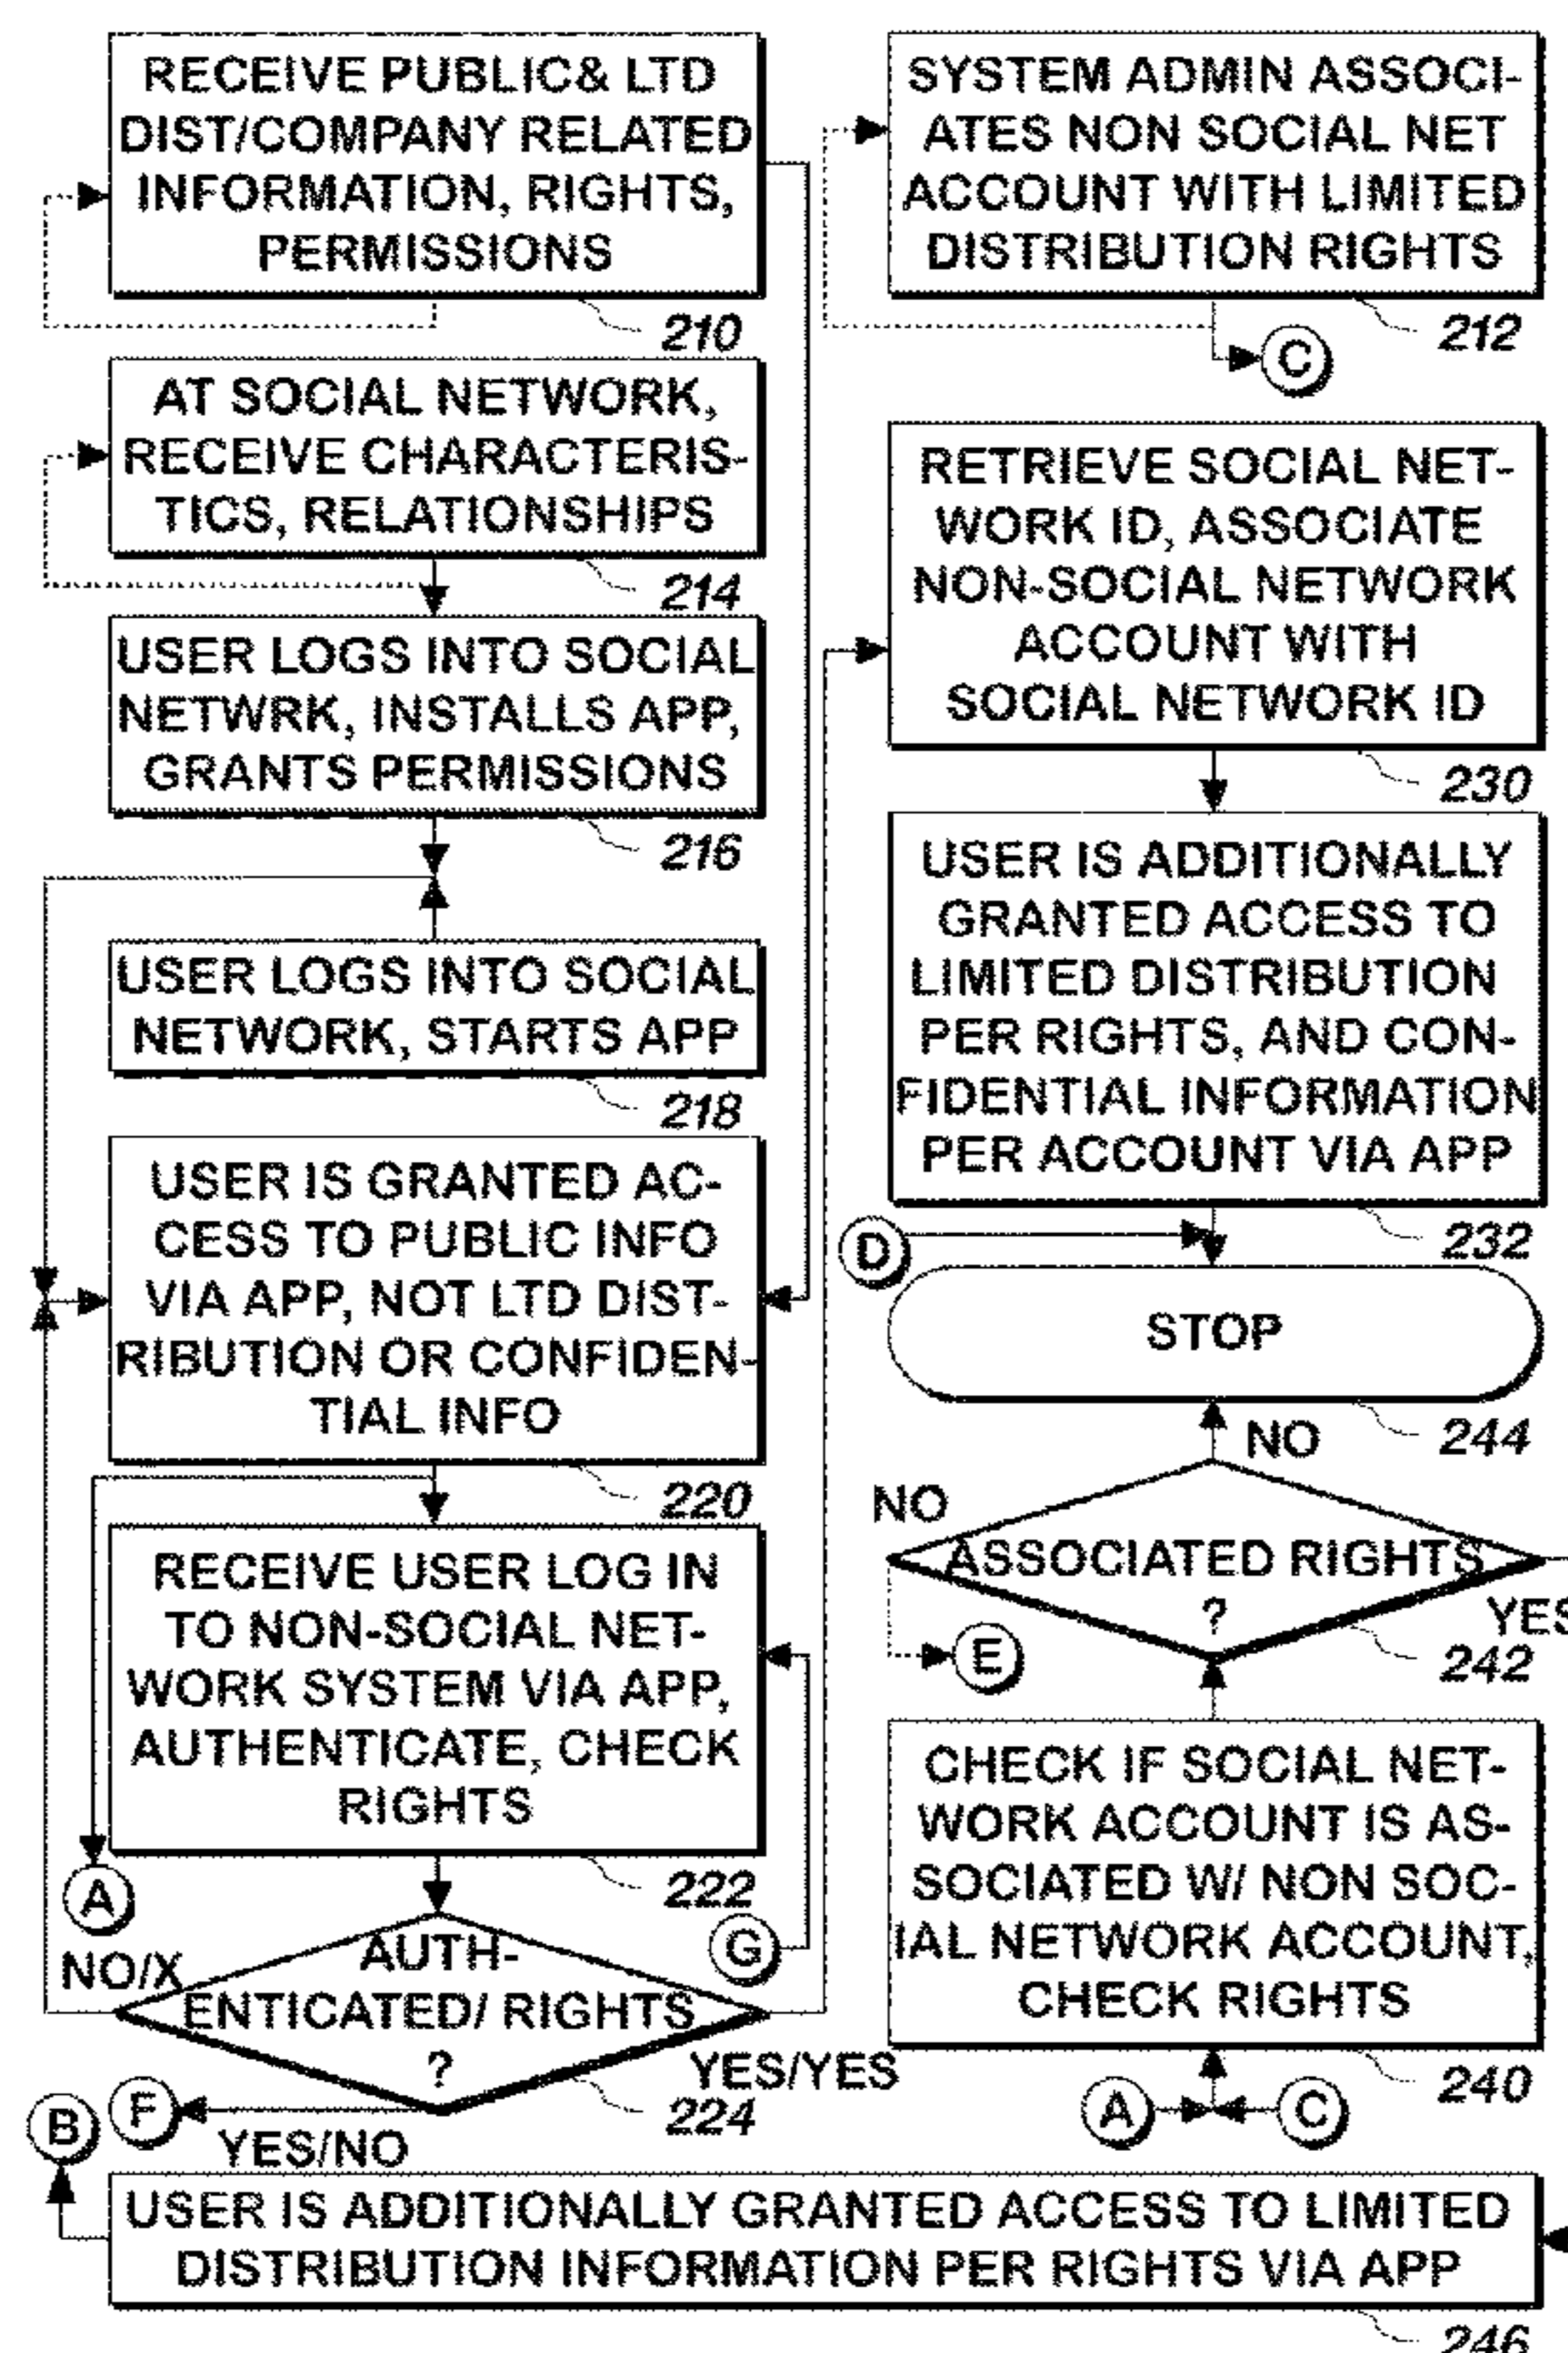 RECEIVE PUBLIC& LTD
DIST/COMPANY RELATED
INFORMATION, RIGHTS,
PERMISSIONS
210
AT SOCIAL NETWORK,
RECEIVE CHARACTERIS-
TICS, RELATIONSHIPS
214
USER LOGS INTO SOCIAL
NETWRK, INSTALLS APP,
GRANTS PERMISSIONS
216
USER LOGS INTO SOCIAL
NETWORK, STARTS APP
218
USER IS GRANTED AC-
CESS TO PUBLIC INFO
VIA APP, NOT LTD DIST-
RIBUTION OR CONFIDEN-
TIAL INFO
220
RECEIVE USER LOG IN
TO NON-SOCIAL NET-
WORK SYSTEM VIA APP,
AUTHENTICATE, CHECK
RIGHTS
222
A
G
NO/X
AUTH-
ENTICATED/ RIGHTS
?
YES/YES
224
B
F
YES/NO
SYSTEM ADMIN ASSOCI-
ATES NON SOCIAL NET
ACCOUNT WITH LIMITED
DISTRIBUTION RIGHTS
212
C
RETRIEVE SOCIAL NET-
WORK ID, ASSOCIATE
NON-SOCIAL NETWORK
ACCOUNT WITH
SOCIAL NETWORK ID
230
USER IS ADDITIONALLY
GRANTED ACCESS TO
LIMITED DISTRIBUTION
PER RIGHTS, AND CON-
FIDENTIAL INFORMATION
PER ACCOUNT VIA APP
232
D
STOP
244
NO
NO
ASSOCIATED RIGHTS
?
YES
E
242
CHECK IF SOCIAL NET-
WORK ACCOUNT IS AS-
SOCIATED W/ NON SOC-
IAL NETWORK ACCOUNT,
CHECK RIGHTS
240
A
C
USER IS ADDITIONALLY GRANTED ACCESS TO LIMITED
DISTRIBUTION INFORMATION PER RIGHTS VIA APP
246